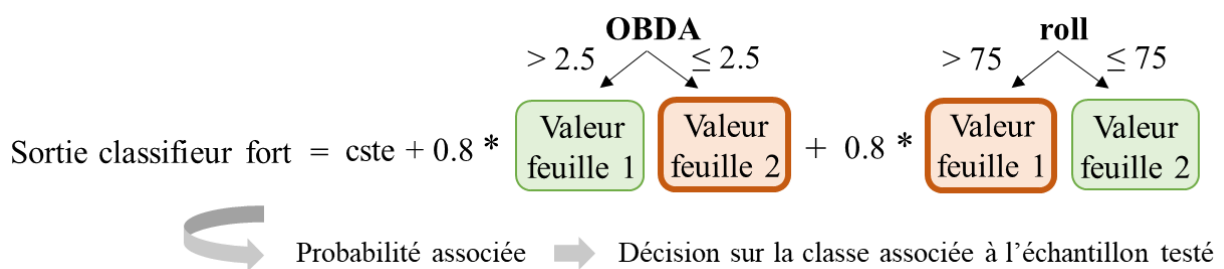 OBDA
roll
> 2.5
≤ 2.5
> 75
≤ 75
Sortie classifieur fort = cste + 0.8 * Valeur feuille 1 Valeur feuille 2 + 0.8 * Valeur feuille 1 Valeur feuille 2
Probabilité associée
Décision sur la classe associée à l’échantillon testé